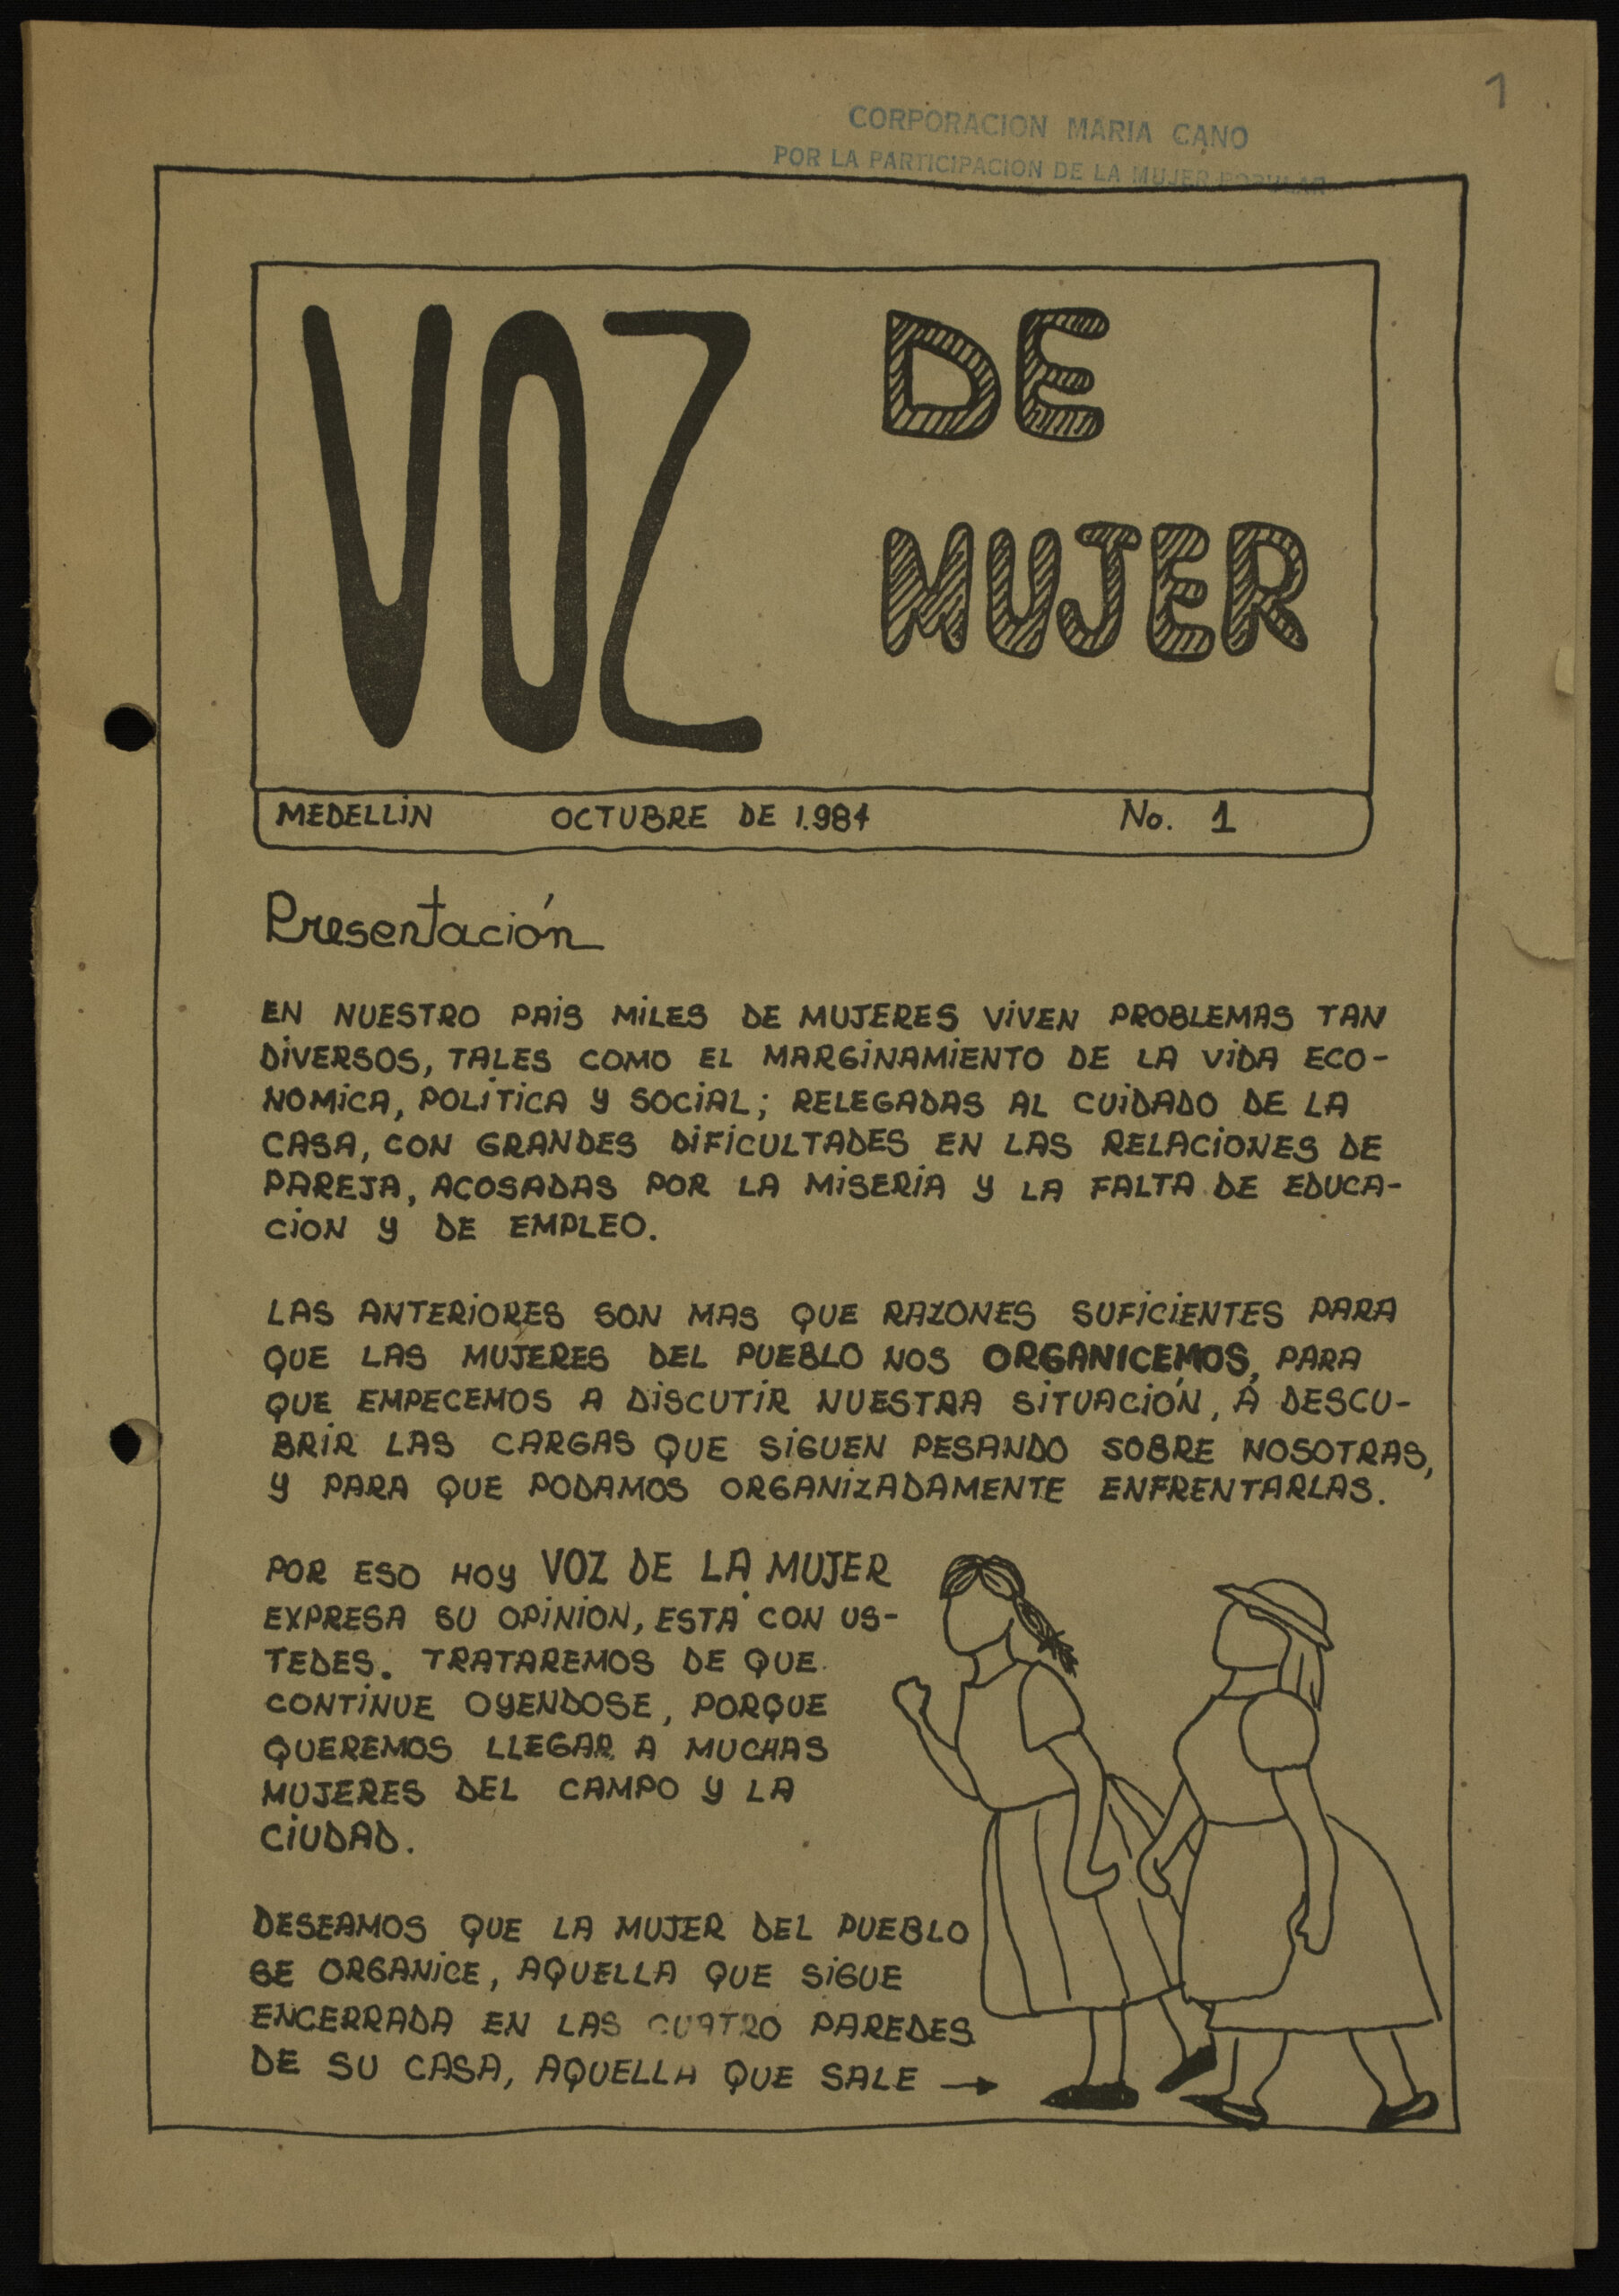 1
CORPORACION MARIA CANO
POR LA PARTICIPACION DE LA MUJER POPULAR
VOZ
DE
MUJER
MEDELLIN OCTUBRE DE 1.984 No. 1
Presentación
EN NUESTRO PAIS MILES DE MUJERES VIVEN PROBLEMAS TAN
DIVERSOS, TALES COMO EL MARGINAMIENTO DE LA VIDA ECO-
NOMICA, POLITICA Y SOCIAL; RELEGADAS AL CUIDADO DE LA
CASA, CON GRANDES DIFICULTADES EN LAS RELACIONES DE
PAREJA, ACOSADAS POR LA MISERIA Y LA FALTA DE EDUCA-
CION Y DE EMPLEO.
LAS ANTERIORES SON MAS QUE RAZONES SUFICIENTES PARA
QUE LAS MUJERES DEL PUEBLO NOS ORGANICEMOS, PARA
QUE EMPECEMOS A DISCUTIR NUESTRA SITUACIÓN, A DESCU-
BRIR LAS CARGAS QUE SIGUEN PESANDO SOBRE NOSOTRAS,
Y PARA QUE PODAMOS ORGANIZADAMENTE ENFRENTARLAS.
POR ESO HOY VOZ DE LA MUJER
EXPRESA SU OPINION, ESTÁ CON US-
TEDES. TRATAREMOS DE QUE
CONTINUE OYENDOSE, PORQUE
QUEREMOS LLEGAR A MUCHAS
MUJERES DEL CAMPO Y LA
CIUDAD.
DESEAMOS QUE LA MUJER DEL PUEBLO
SE ORGANICE, AQUELLA QUE SIGUE
ENCERRADA EN LAS CUATRO PAREDES
DE SU CASA, AQUELLA QUE SALE →